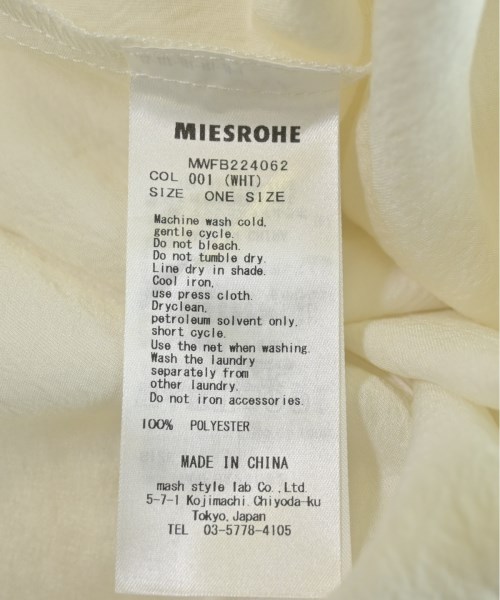 MIESROHE
MWFB224062
COL 001 (WHT)
SIZE ONE SIZE
Machine wash cold,
gentle cycle.
Do not bleach.
Do not tumble dry.
Line dry in shade.
Cool iron,
use press cloth.
Dryclean,
petroleum solvent only,
short cycle.
Use the net when washing.
Wash the laundry
separately from
other laundry.
Do not iron accessories.
100% POLYESTER
MADE IN CHINA
mash style lab Co.,Ltd.
5-7-1 Kojimachi, Chiyoda-ku
Tokyo, Japan
TEL 03-5778-4105